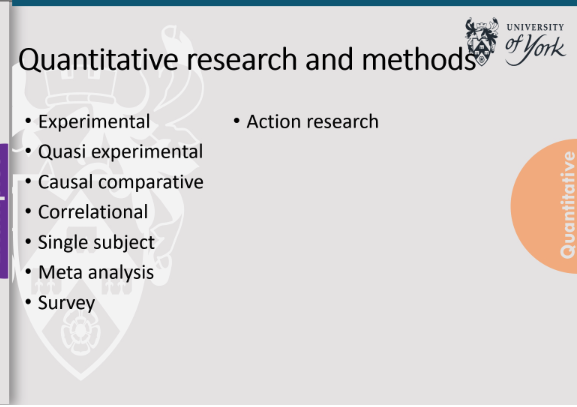 UNIVERSITY
of York
Quantitative research and methods
• Experimental
• Quasi experimental
• Causal comparative
• Correlational
• Single subject
• Meta analysis
• Survey
• Action research
Quantitative